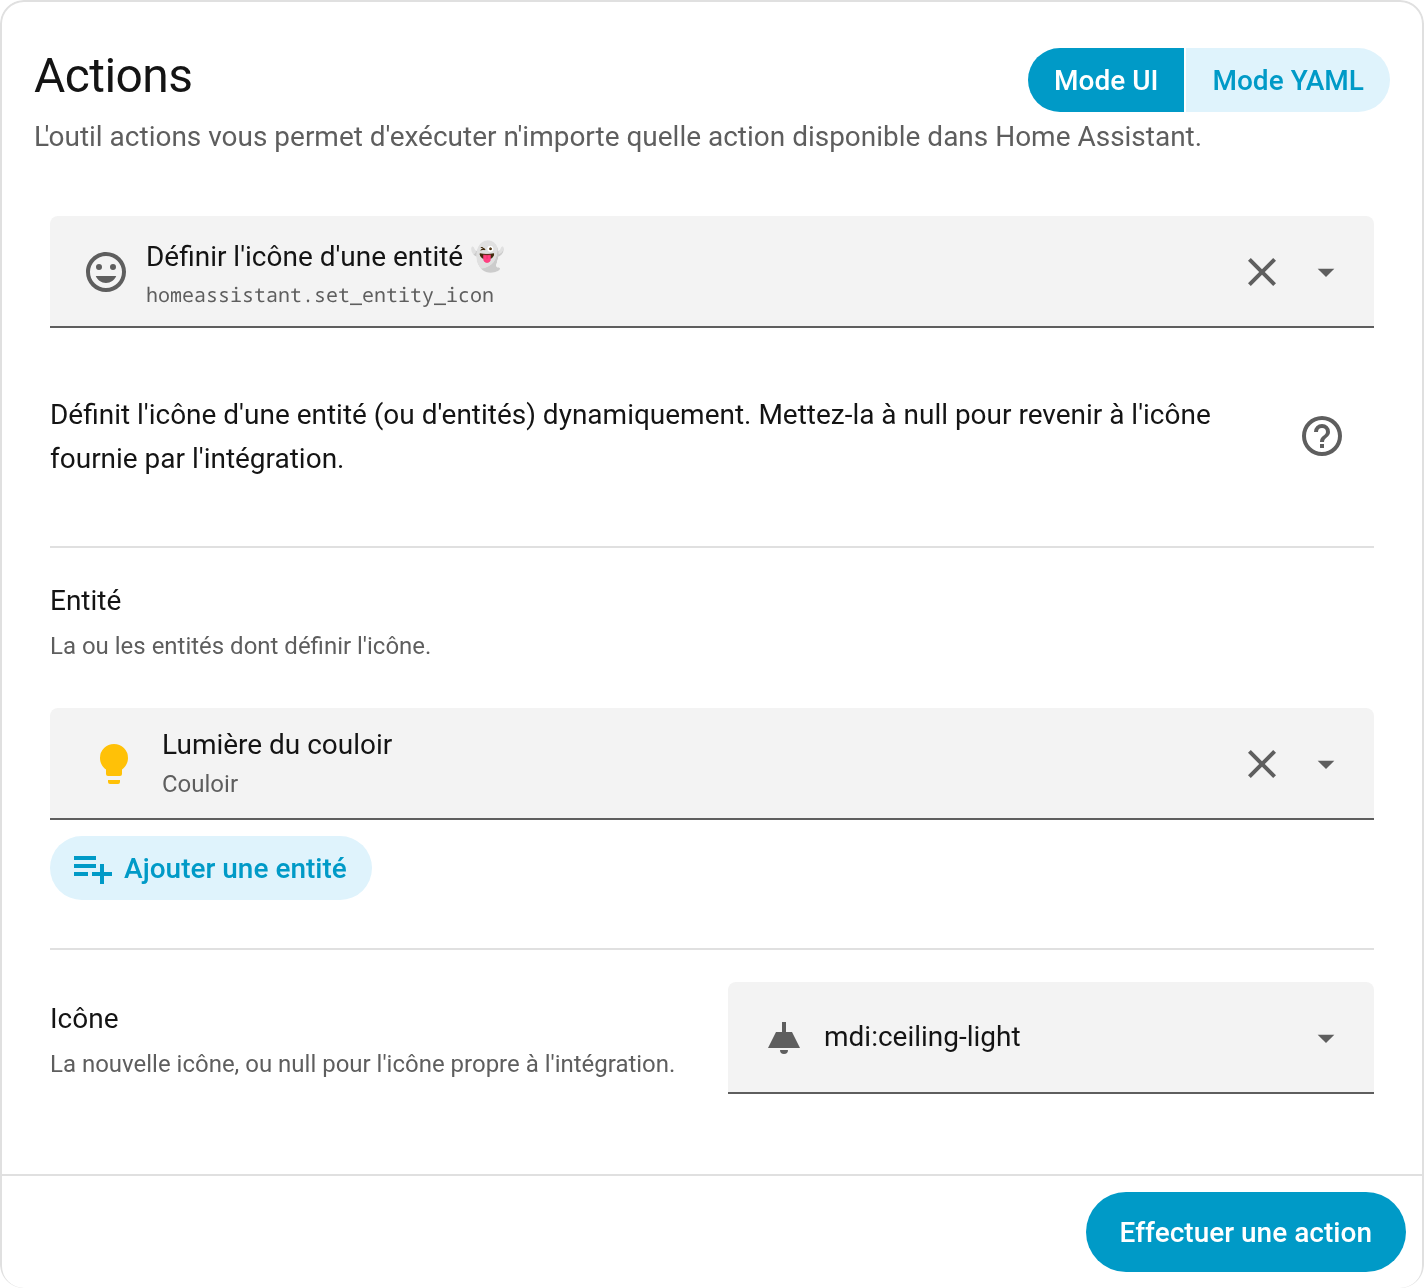 Actions
Mode UI
Mode YAML
L'outil actions vous permet d'exécuter n'importe quelle action disponible dans Home Assistant.
Définir l'icône d'une entité 👻
homeassistant.set_entity_icon
Définit l'icône d'une entité (ou d'entités) dynamiquement. Mettez-la à null pour revenir à l'icône
fournie par l'intégration.
Entité
La ou les entités dont définir l'icône.
Lumière du couloir
Couloir
Ajouter une entité
Icône
La nouvelle icône, ou null pour l'icône propre à l'intégration.
mdi:ceiling-light
Effectuer une action